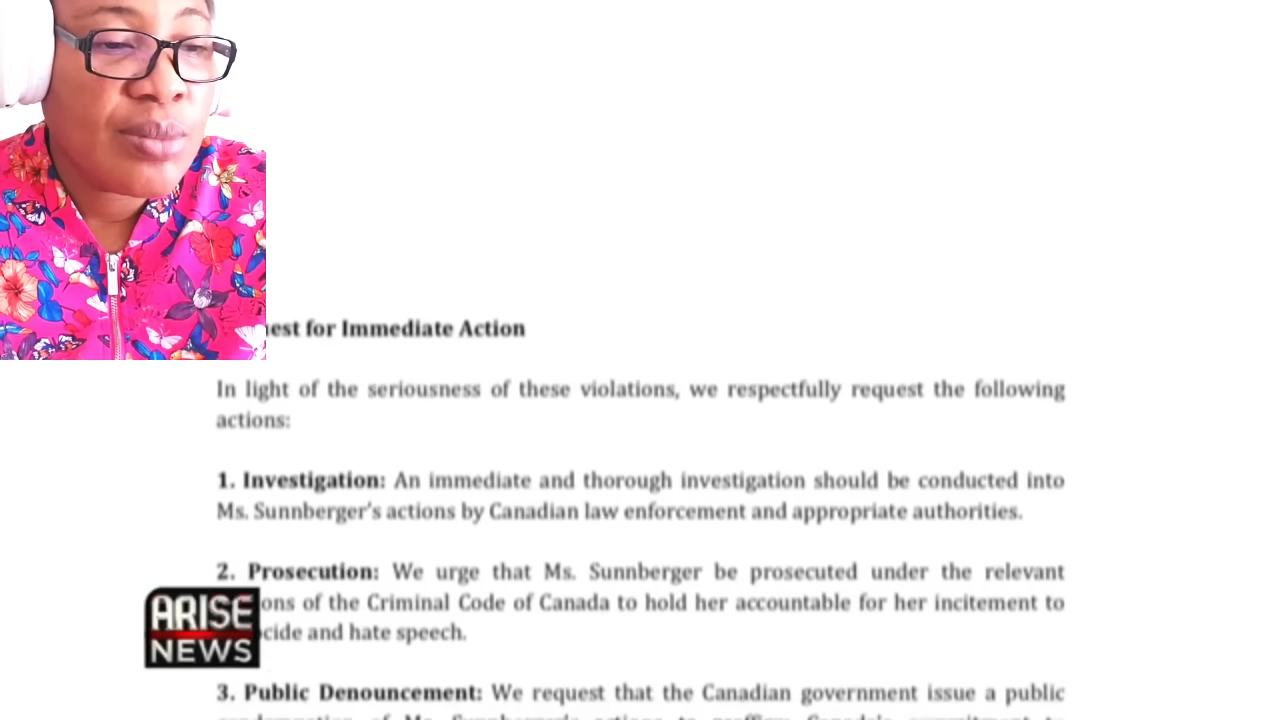 est for Immediate Action
In light of the seriousness of these violations, we respectfully request the following
actions:
1. Investigation: An immediate and thorough investigation should be conducted into
Ms. Sunnberger's actions by Canadian law enforcement and appropriate authorities.
2. Prosecution: We urge that Ms. Sunnberger be prosecuted under the relevant
ons of the Criminal Code of Canada to hold her accountable for her incitement to
cide and hate speech.
ARISE
NEWS
3. Public Denouncement: We request that the Canadian government issue a public